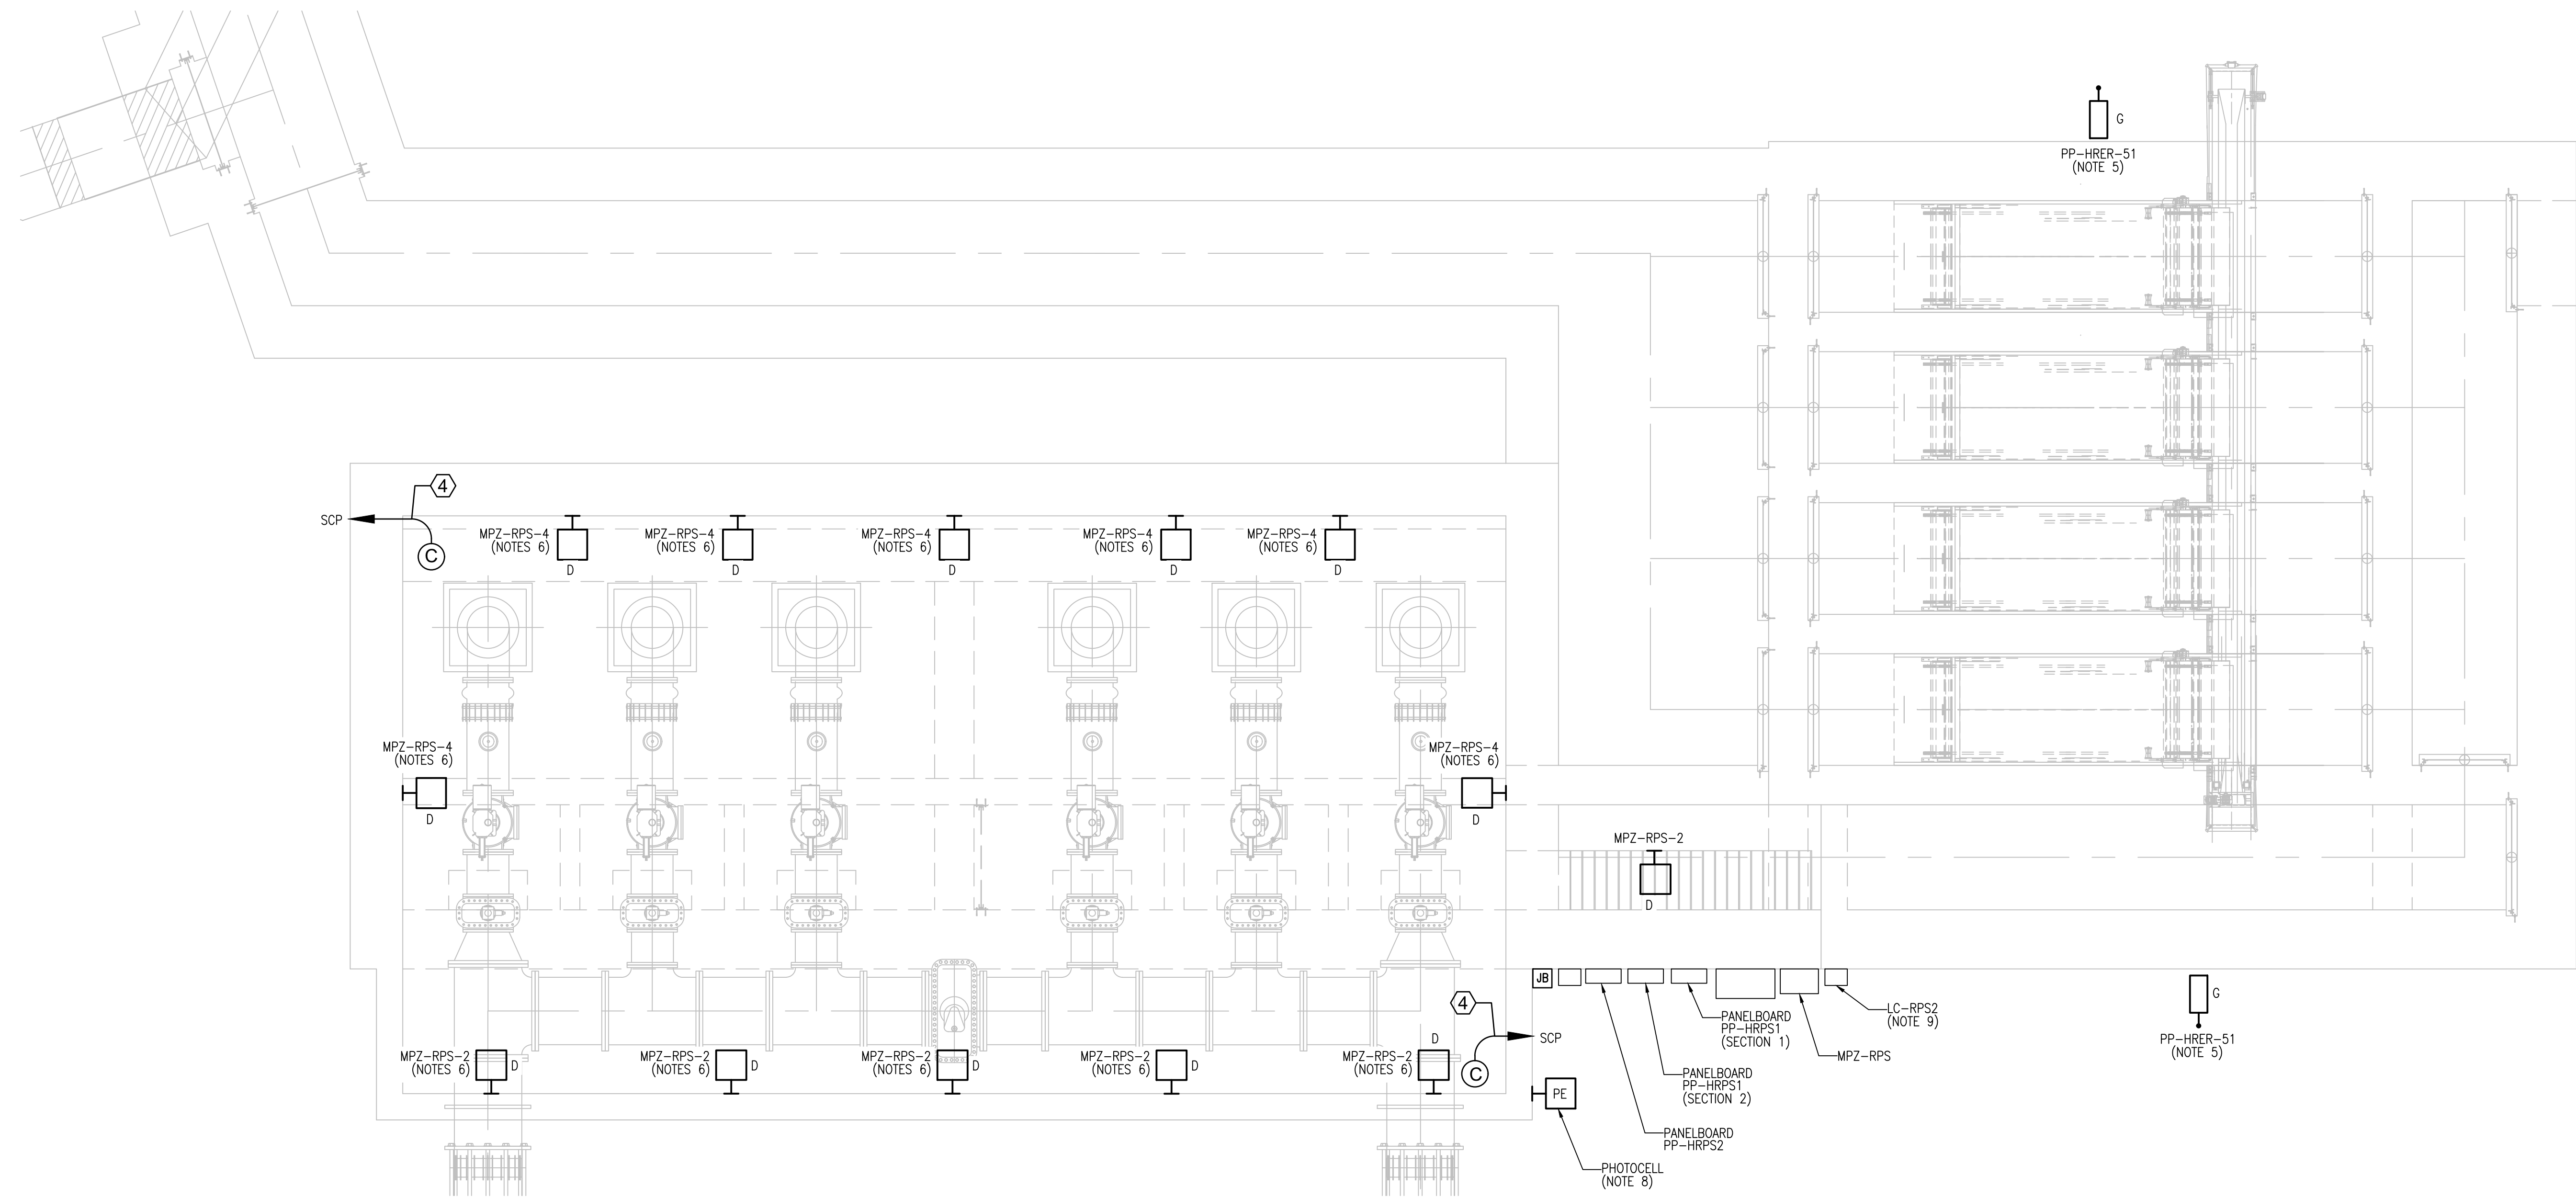 G
PP-HRER-51
(NOTE 5)
4
SCP
C
MPZ-RPS-4
(NOTES 6)
D
MPZ-RPS-4
(NOTES 6)
D
MPZ-RPS-4
(NOTES 6)
D
MPZ-RPS-4
(NOTES 6)
D
MPZ-RPS-4
(NOTES 6)
D
MPZ-RPS-4
(NOTES 6)
D
MPZ-RPS-4
(NOTES 6)
D
MPZ-RPS-2
D
MPZ-RPS-2
(NOTES 6)
D
MPZ-RPS-2
(NOTES 6)
D
MPZ-RPS-2
(NOTES 6)
D
MPZ-RPS-2
(NOTES 6)
D
MPZ-RPS-2
(NOTES 6)
D
4
SCP
C
JB
PE
PHOTOCELL
(NOTE 8)
PANELBOARD
PP-HRPS2
PANELBOARD
PP-HRPS1
(SECTION 2)
PANELBOARD
PP-HRPS1
(SECTION 1)
MPZ-RPS
LC-RPS2
(NOTE 9)
G
PP-HRER-51
(NOTE 5)